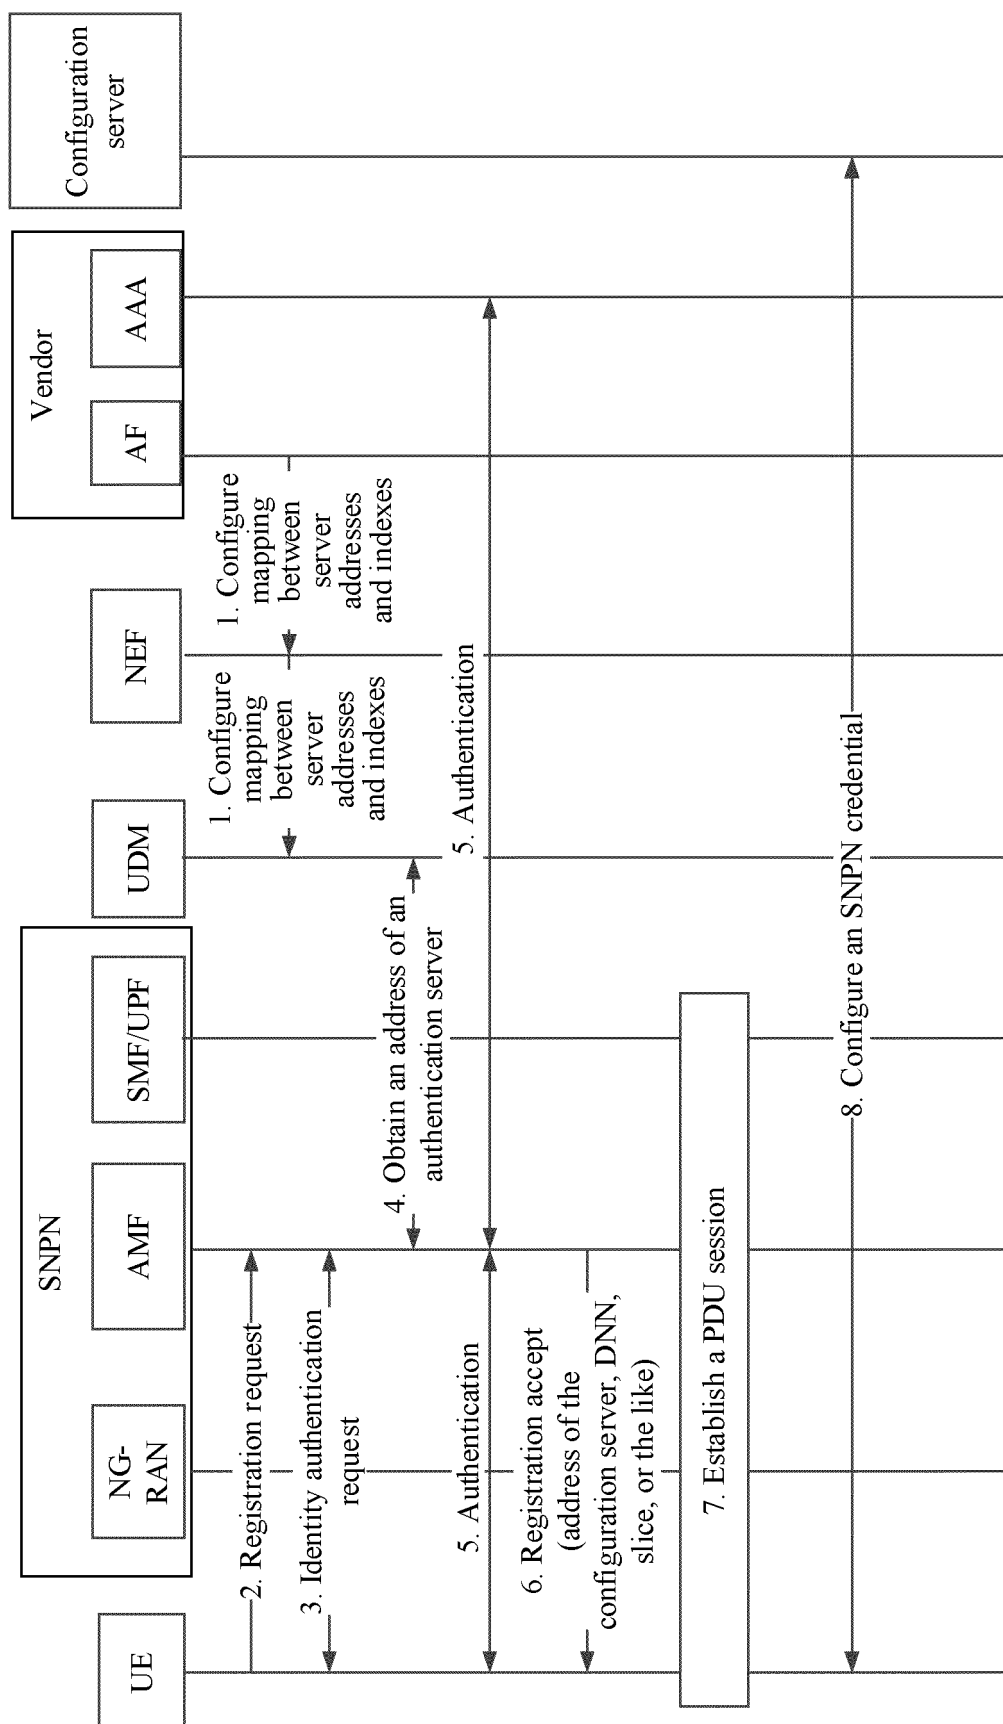 UE
SNPN
NG-
RAN
AMF
SMF/UPF
UDM
NEF
Vendor
AF
AAA
Configuration
server
1. Configure
mapping
between
server
addresses
and indexes
1. Configure
mapping
between
server
addresses
and indexes
2. Registration request
3. Identity authentication
request
4. Obtain an address of an
authentication server
5. Authentication
5. Authentication
6. Registration accept
(address of the
configuration server, DNN,
slice, or the like)
7. Establish a PDU session
8. Configure an SNPN credential